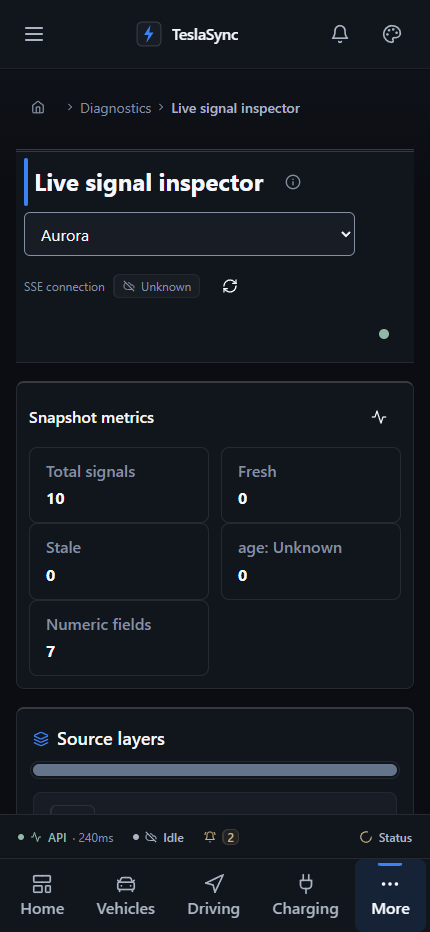 TeslaSync
Diagnostics
Live signal inspector
Live signal inspector
Aurora
SSE connection
Unknown
Snapshot metrics
Total signals
10
Fresh
0
Stale
0
age: Unknown
0
Numeric fields
7
Source layers
API · 240ms
Idle
2
Status
Home
Vehicles
Driving
Charging
More